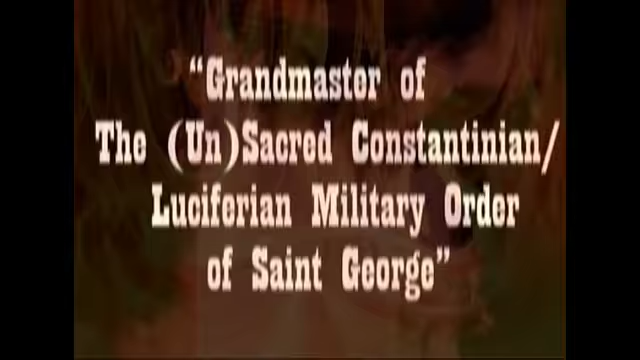 “Grandmaster of
The (Un)Sacred Constantinian/
Luciferian Military Order
of Saint George”